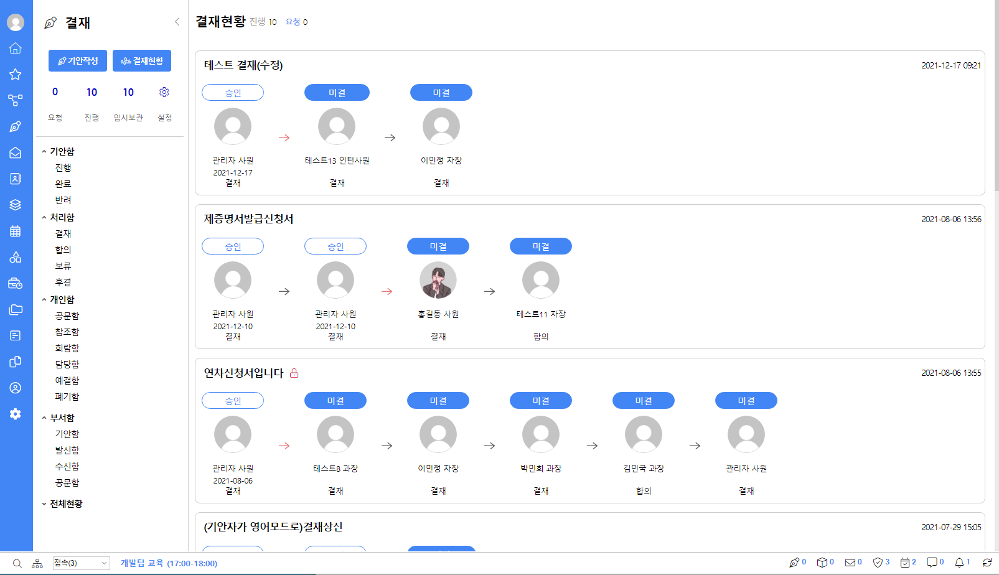 결재
기안작성
결재현황
0
10
10
요청
진행
임시보관
설정
기안함
진행
완료
반려
처리함
결재
합의
보류
후결
개인함
공문함
참조함
회람함
담당함
예결함
폐기함
부서함
기안함
발신함
수신함
공문함
전체현황
결재현황 진행 10 요청 0
테스트 결재(수정)
2021-12-17 09:21
승인
미결
미결
관리자 사원
테스트13 인턴사원
이민정 차장
2021-12-17
결재
결재
결재
제증명서발급신청서
2021-08-06 13:56
승인
승인
미결
미결
관리자 사원
관리자 사원
홍길동 사원
테스트11 차장
2021-12-10
2021-12-10
결재
결재
결재
합의
연차신청서입니다
2021-08-06 13:55
승인
미결
미결
미결
미결
미결
관리자 사원
테스트8 과장
이민정 차장
박민희 과장
김민국 과장
관리자 사원
2021-08-06
결재
결재
결재
결재
합의
결재
(기안자가 영어모드로)결재상신
2021-07-29 15:05
접속(3)
개발팀 교육 (17:00-18:00)
0
0
0
3
2
0
1